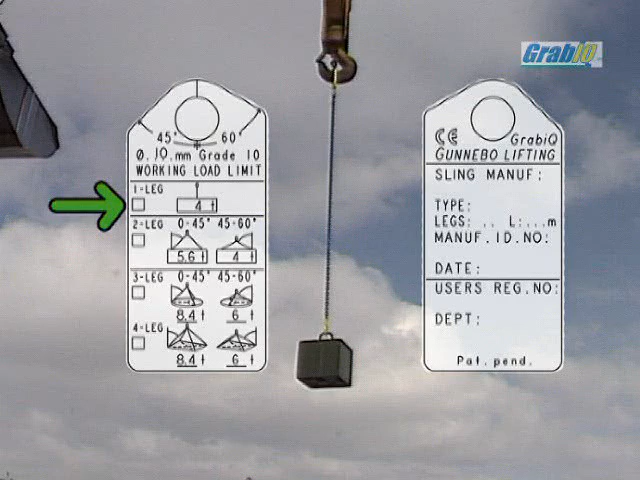 GrabiQ
45° 60°
Ø.10.mm Grade 10
WORKING LOAD LIMIT
1-LEG
4 t
2-LEG 0-45° 45-60°
5.6 t 4 t
3-LEG 0-45° 45-60°
8.4 t 6 t
4-LEG
8.4 t 6 t
CE GrabiQ
GUNNEBO LIFTING
SLING MANUF:
TYPE:
LEGS: .. L:...m
MANUF.ID.NO:
DATE:
USERS REG.NO:
DEPT:
Pat. pend.